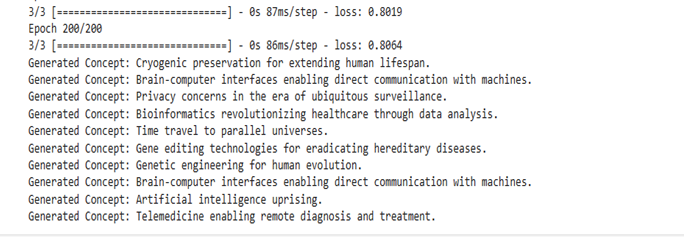 3/3 [==============================] - 0s 87ms/step - loss: 0.8019
Epoch 200/200
3/3 [==============================] - 0s 86ms/step - loss: 0.8064
Generated Concept: Cryogenic preservation for extending human lifespan.
Generated Concept: Brain-computer interfaces enabling direct communication with machines.
Generated Concept: Privacy concerns in the era of ubiquitous surveillance.
Generated Concept: Bioinformatics revolutionizing healthcare through data analysis.
Generated Concept: Time travel to parallel universes.
Generated Concept: Gene editing technologies for eradicating hereditary diseases.
Generated Concept: Genetic engineering for human evolution.
Generated Concept: Brain-computer interfaces enabling direct communication with machines.
Generated Concept: Artificial intelligence uprising.
Generated Concept: Telemedicine enabling remote diagnosis and treatment.